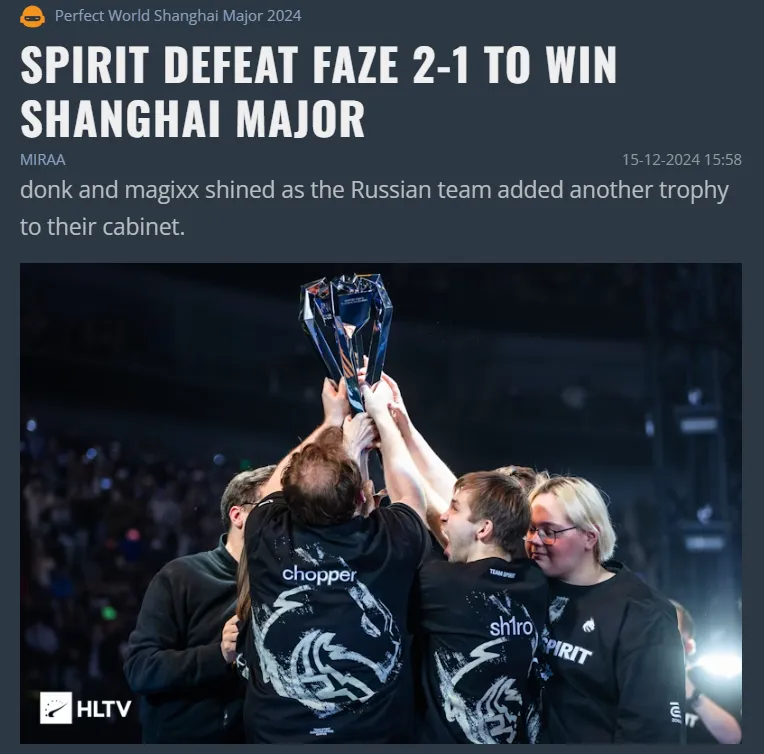 Perfect World Shanghai Major 2024
SPIRIT DEFEAT FAZE 2-1 TO WIN
SHANGHAI MAJOR
MIRAA
15-12-2024 15:58
donk and magixx shined as the Russian team added another trophy
to their cabinet.
chopper
TEAM SPIRIT
sh1ro
SPIRIT
HLTV